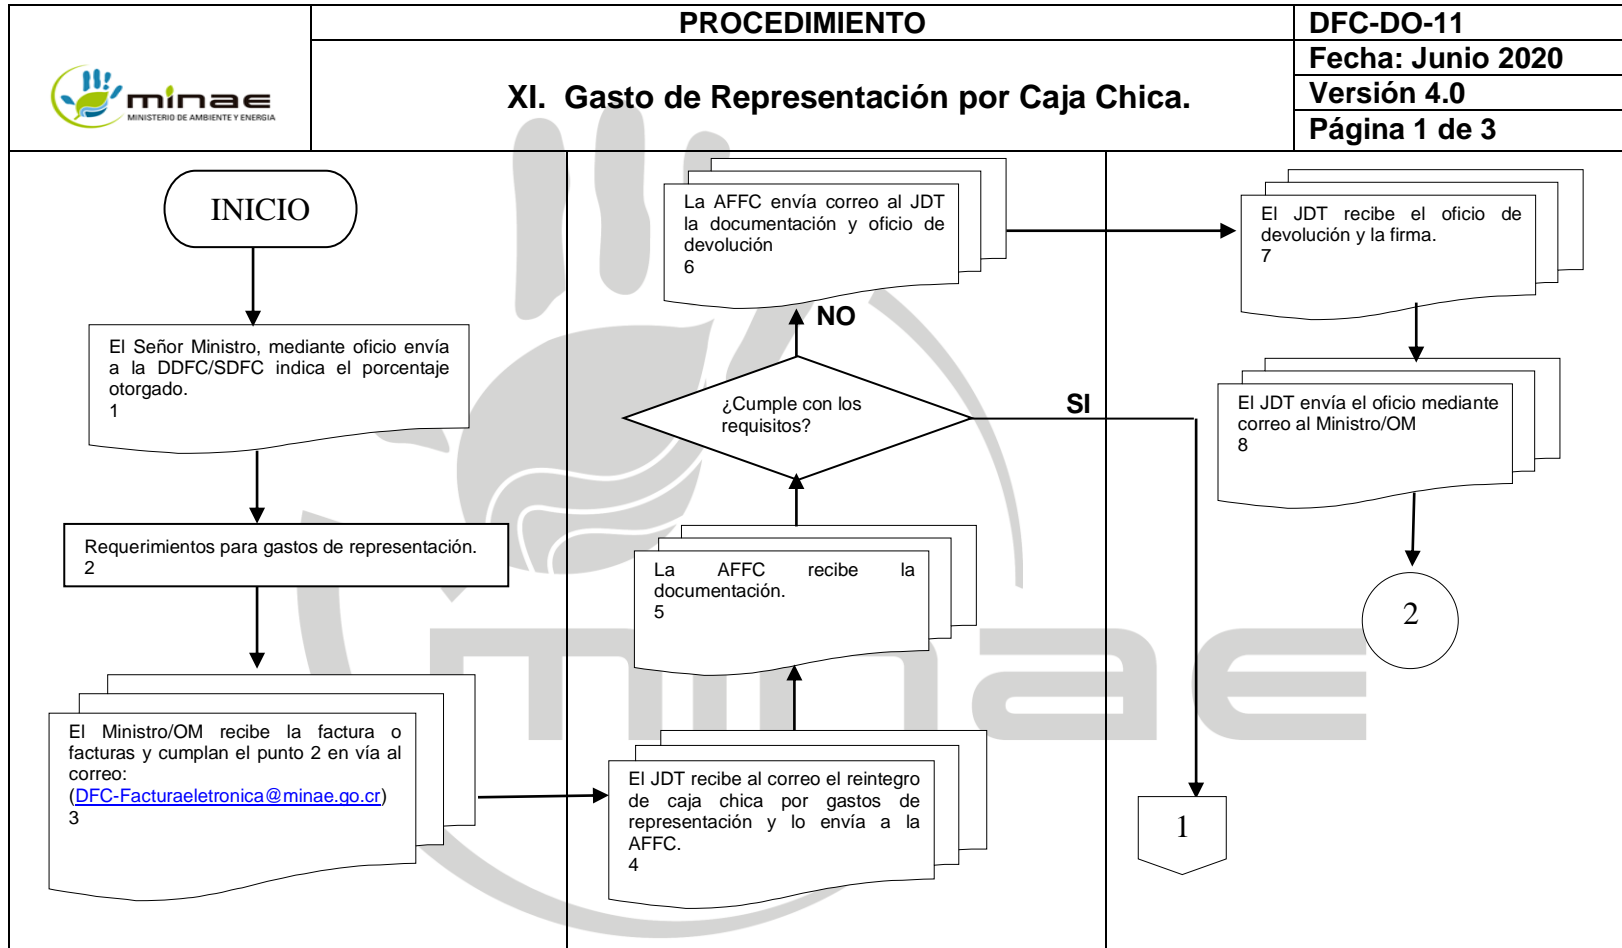 minae
MINISTERIO DE AMBIENTE Y ENERGIA
PROCEDIMIENTO
XI. Gasto de Representación por Caja Chica.
DFC-DO-11
Fecha: Junio 2020
Versión 4.0
Página 1 de 3
INICIO
El Señor Ministro, mediante oficio envía
a la DDFC/SDFC indica el porcentaje
otorgado.
1
Requerimientos para gastos de representación.
2
El Ministro/OM recibe la factura o
facturas y cumplan el punto 2 en vía al
correo:
(DFC-Facturaeletronica@minae.go.cr)
3
El JDT recibe al correo el reintegro
de caja chica por gastos de
representación y lo envía a la
AFFC.
4
La AFFC recibe la
documentación.
5
¿Cumple con los
requisitos?
NO
SI
La AFFC envía correo al JDT
la documentación y oficio de
devolución
6
El JDT recibe el oficio de
devolución y la firma.
7
El JDT envía el oficio mediante
correo al Ministro/OM
8
2
1
minae